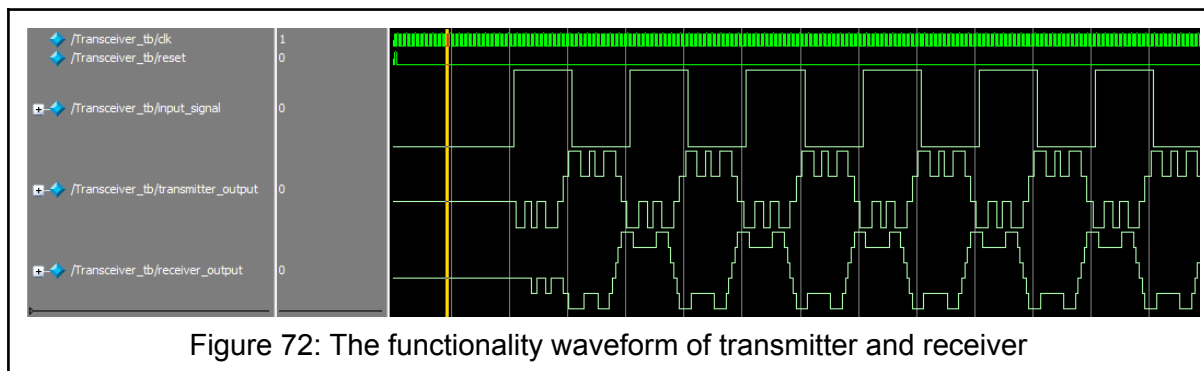 /Transceiver_tb/clk 1
/Transceiver_tb/reset 0
/Transceiver_tb/input_signal 0
/Transceiver_tb/transmitter_output 0
/Transceiver_tb/receiver_output 0
Figure 72: The functionality waveform of transmitter and receiver